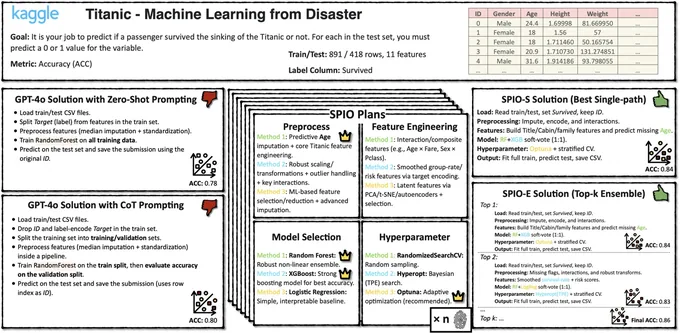 kaggle
Titanic - Machine Learning from Disaster
Goal: It is your job to predict if a passenger survived the sinking of the Titanic or not. For each in the test set, you must
predict a 0 or 1 value for the variable.
Metric: Accuracy (ACC)
Train/Test: 891 / 418 rows, 11 features
Label Column: Survived
ID Gender Age Height Weight ...
0 Male 24.4 1.69998 81.669950
1 Female 18 1.56 57 ...
2 Female 18 1.711460 50.165754 ...
3 Female 20.9 1.710730 131.274851 ...
4 Male 31.6 1.914186 93.798055 ...
... ... ... ... ... ...
GPT-4o Solution with Zero-Shot Prompting
• Load train/test CSV files.
• Split Target (label) from features in the train set.
• Preprocess features (median imputation + standardization).
• Train RandomForest on all training data.
• Predict on the test set and save the submission using the
original ID.
ACC: 0.78
GPT-4o Solution with CoT Prompting
• Load train/test CSV files.
• Drop ID and label-encode Target in the train set.
• Split the training set into training/validation sets.
• Preprocess features (median imputation + standardization)
inside a pipeline.
• Train RandomForest on the train split, then evaluate accuracy
on the validation split.
• Predict on the test set and save the submission (uses row
index as ID).
ACC: 0.80
SPIO Plans
Preprocess
Method 1: Predictive Age
imputation + core Titanic feature
engineering.
Method 2: Robust scaling/
transformations + outlier handling
+ key interactions.
Method 3: ML-based feature
selection/reduction + advanced
imputation.
Feature Engineering
Method 1: Interaction/composite
features (e.g., Age × Fare, Sex ×
Pclass).
Method 2: Smoothed group-rate/
risk features via target encoding.
Method 3: Latent features via
PCA/t-SNE/autoencoders +
selection.
Model Selection
Method 1: Random Forest:
Robust non-linear ensemble.
Method 2: XGBoost: Strong
boosting model for best accuracy.
Method 3: Logistic Regression:
Simple, interpretable baseline.
Hyperparameter
Method 1: RandomizedSearchCV:
Random sampling.
Method 2: Hyperopt: Bayesian
(TPE) search.
Method 3: Optuna: Adaptive
optimization (recommended).
× n
SPIO-S Solution (Best Single-path)
Load: Read train/test, set Survived, keep ID.
Preprocessing: Impute, encode, and interactions.
Features: Build Title/Cabin/family features and predict missing Age.
Model: RF+XGB soft-vote (1:1).
Hyperparameter: Optuna + stratified CV.
Output: Fit full train, predict test, save CSV.
ACC: 0.84
SPIO-E Solution (Top-k Ensemble)
Top 1:
Load: Read train/test, set Survived, keep ID.
Preprocessing: Impute, encode, and interactions.
Features: Build Title/Cabin/family features and predict missing Age.
Model: RF+XGB soft-vote (1:1).
Hyperparameter: Optuna + stratified CV.
Output: Fit full train, predict test, save CSV.
ACC: 0.84
Top 2:
Load: Read train/test, set Survived, keep ID.
Preprocessing: Missing flags, interactions, and robust transforms.
Features: + risk scores.
Model: soft-vote (1:1).
Hyperparameter: + stratified CV.
Output: Fit full train, predict test, save CSV.
ACC: 0.83
...
Top k: ...
Final ACC: 0.86